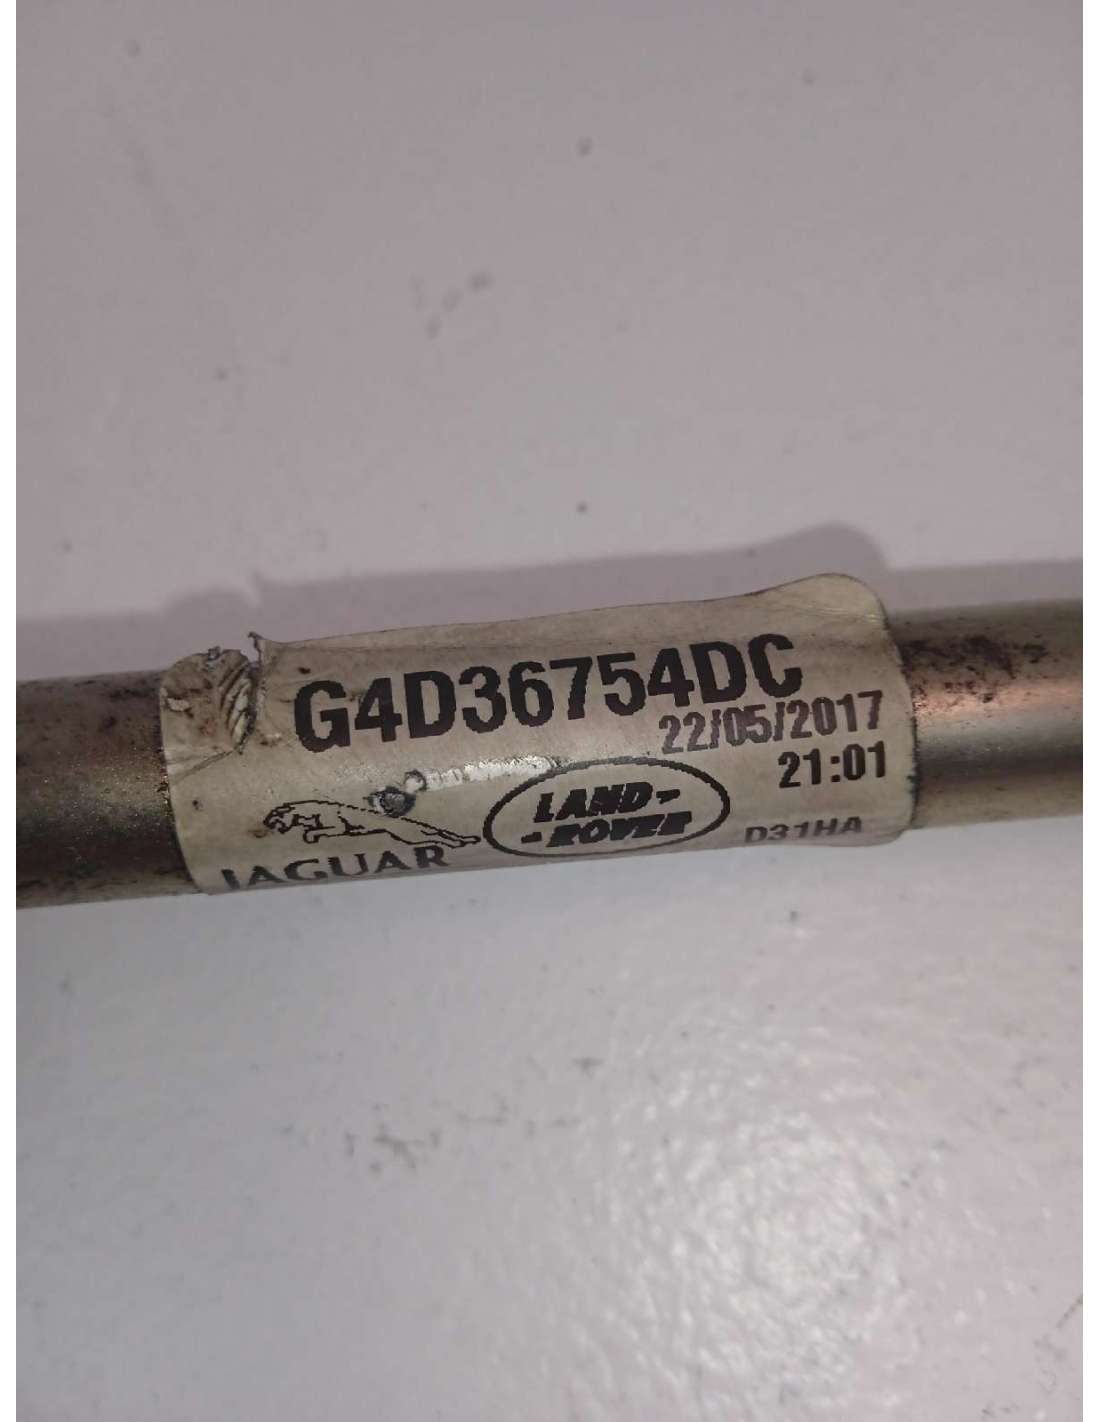 G4D36754DC
22/05/2017
21:01
LAND-
-ROVER
JAGUAR
D31HA